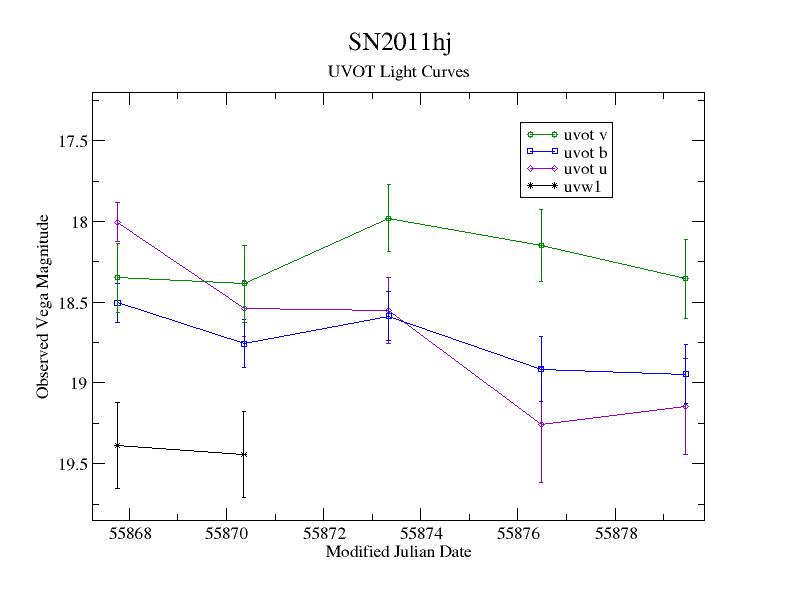 SN2011hj
UVOT Light Curves
uvot v
uvot b
uvot u
uvw1
17.5
18
18.5
19
19.5
Observed Vega Magnitude
55868 55870 55872 55874 55876 55878
Modified Julian Date